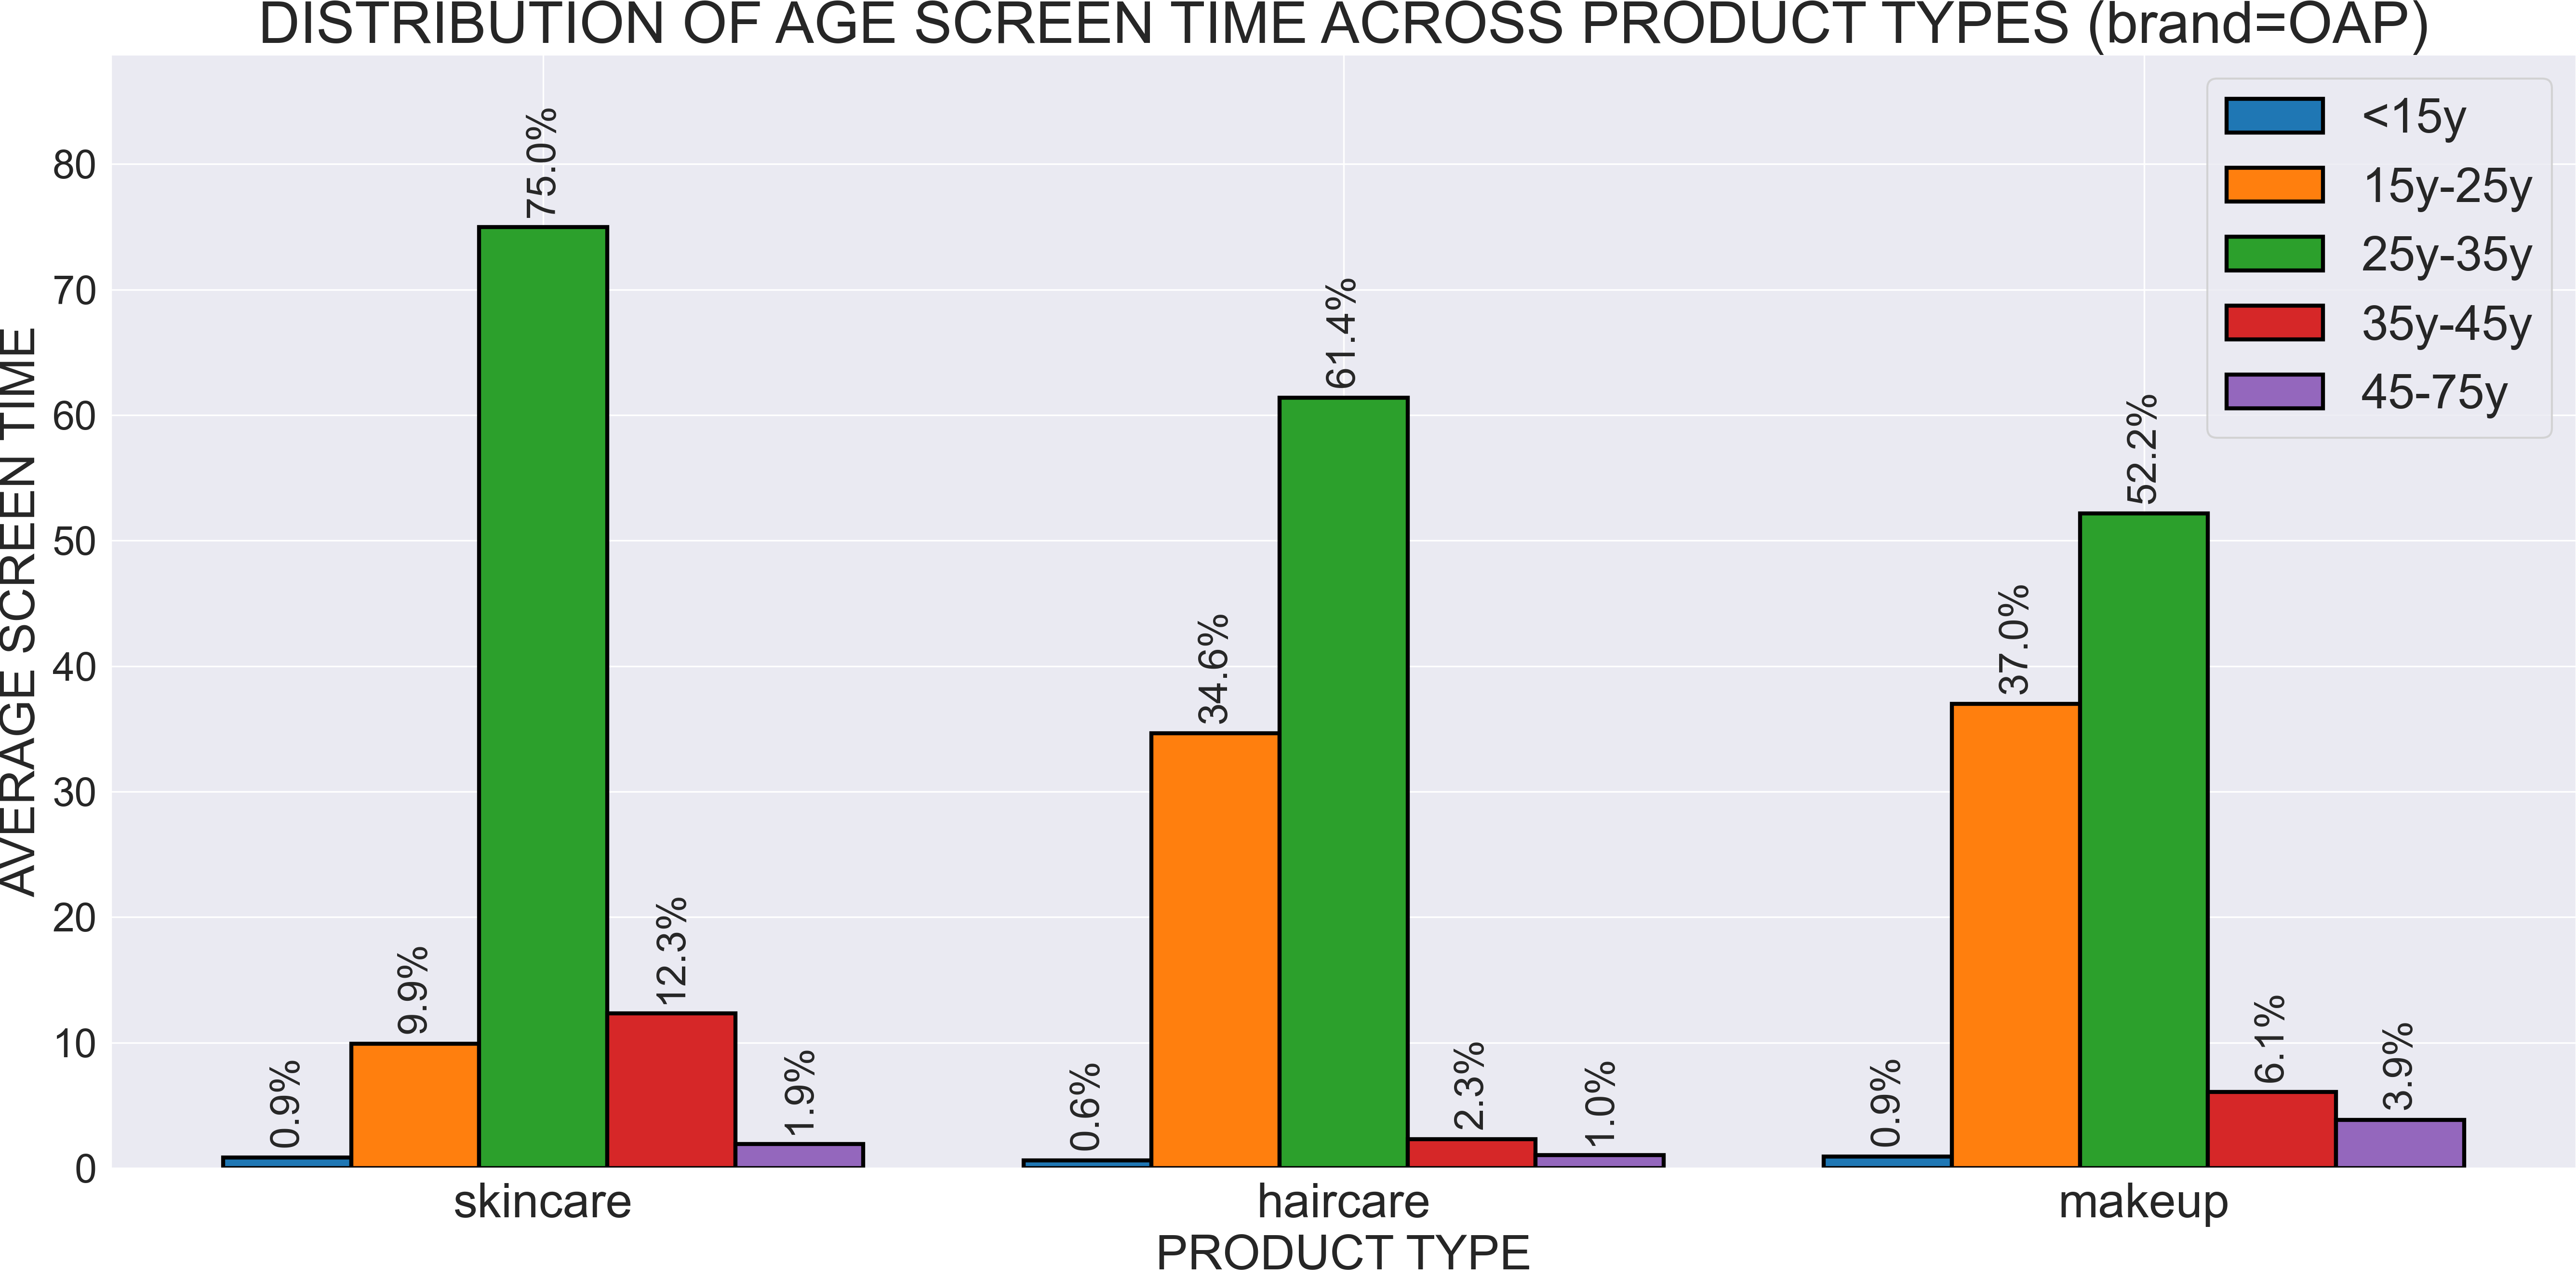 DISTRIBUTION OF AGE SCREEN TIME ACROSS PRODUCT TYPES (brand=OAP)
<15y
15y-25y
25y-35y
35y-45y
45-75y
AVERAGE SCREEN TIME
80
70
60
50
40
30
20
10
0
0.9%
9.9%
75.0%
12.3%
1.9%
0.6%
34.6%
61.4%
2.3%
1.0%
0.9%
37.0%
52.2%
6.1%
3.9%
skincare
haircare
makeup
PRODUCT TYPE